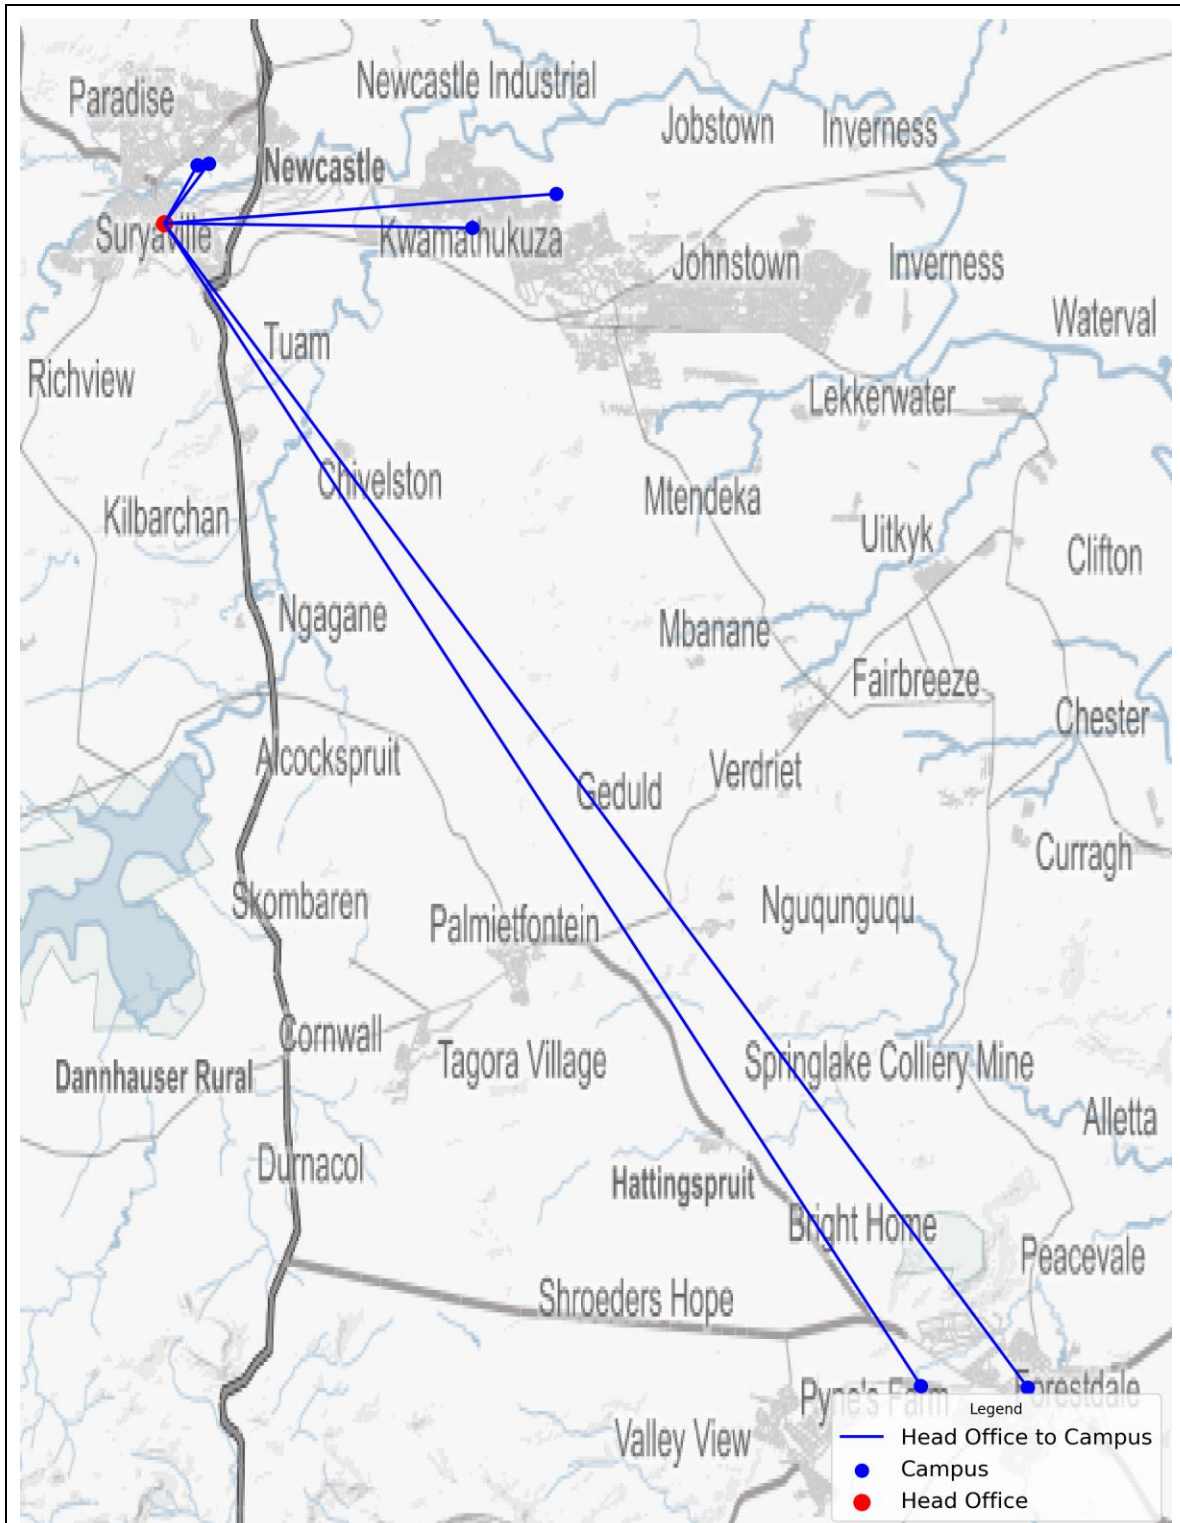 Newcastle Industrial
Paradise
Jobstown
Inverness
Newcastle
Suryaville
Kwamathukuza
Johnstown
Inverness
Waterval
Tuam
Richview
Lekkerwater
Chivelston
Mtendeka
Kilbarchan
Uitkyk
Clifton
Ngagane
Mbanane
Fairbreeze
Chester
Alcockspruit
Geduld
Verdriet
Curragh
Skombaren
Palmietfontein
Nguqunguqu
Cornwall
Tagora Village
Springlake Colliery Mine
Dannhauser Rural
Alletta
Durnacol
Hattingspruit
Bright Home
Peacevale
Shroeders Hope
Pyne's Farm
Forestdale
Valley View
Legend
Head Office to Campus
Campus
Head Office